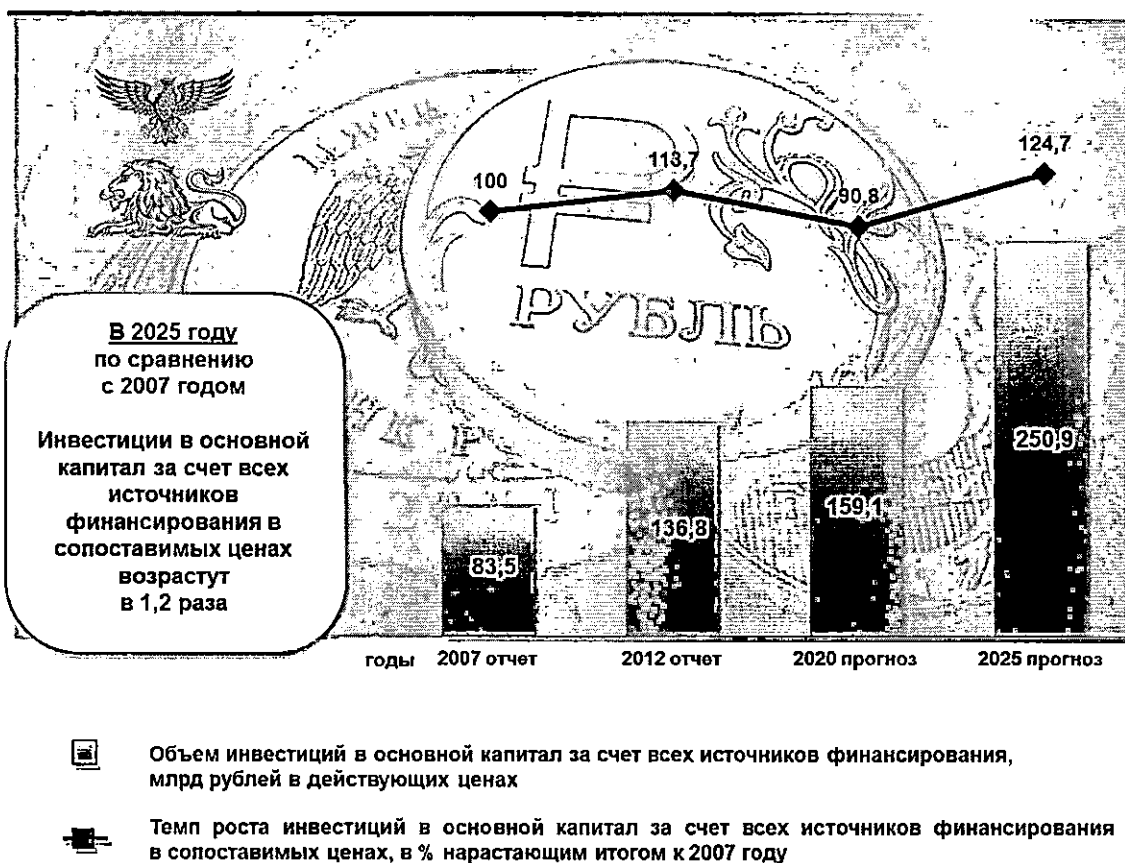 РУБЛЬ
100
113,7
90,8
124,7
В 2025 году
по сравнению
с 2007 годом
Инвестиции в основной
капитал за счет всех
источников
финансирования в
сопоставимых ценах
возрастут
в 1,2 раза
83,5
136,8
159,1
250,9
годы 2007 отчет 2012 отчет 2020 прогноз 2025 прогноз
Объем инвестиций в основной капитал за счет всех источников финансирования,
млрд рублей в действующих ценах
Темп роста инвестиций в основной капитал за счет всех источников финансирования
в сопоставимых ценах, в % нарастающим итогом к 2007 году